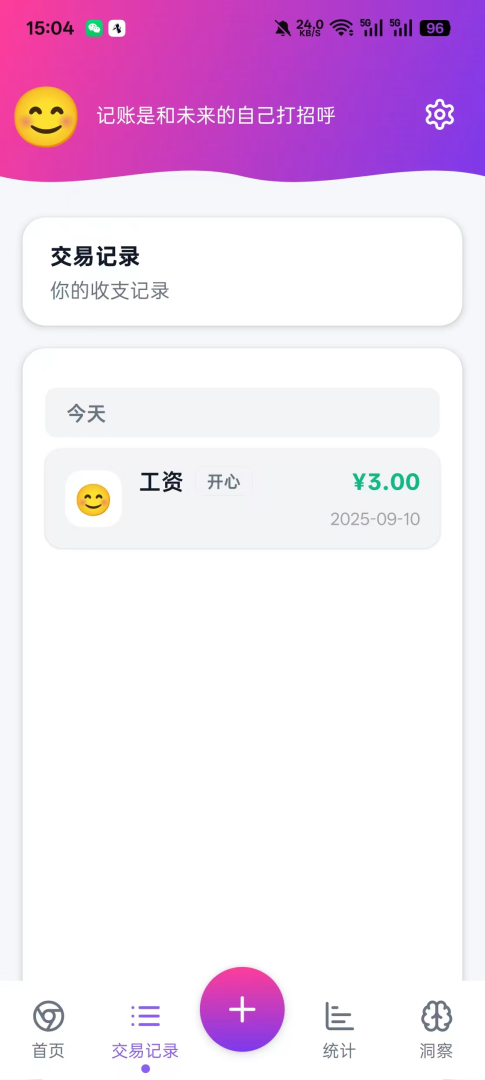 15:04
24.0
KB/S
5G
5G
96
记账是和未来的自己打招呼
交易记录
你的收支记录
今天
工资 开心 ¥3.00
2025-09-10
首页 交易记录 统计 洞察